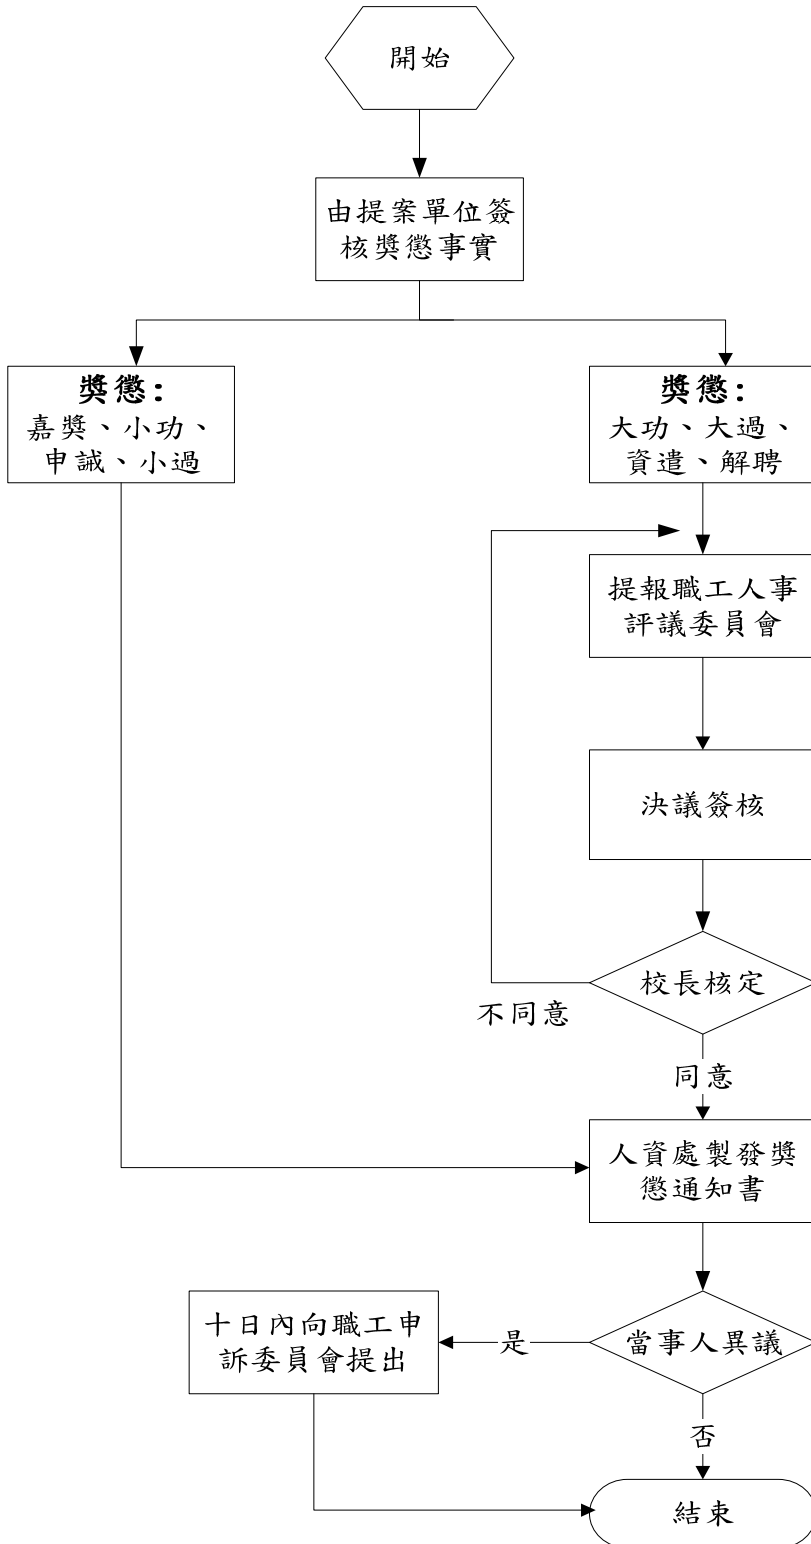 開始
由提案單位簽
核獎懲事實
獎懲:
嘉獎、小功、
申誡、小過
獎懲:
大功、大過、
資遣、解聘
提報職工人事
評議委員會
決議簽核
校長核定
不同意
同意
人資處製發獎
懲通知書
當事人異議
是
十日內向職工申
訴委員會提出
否
結束